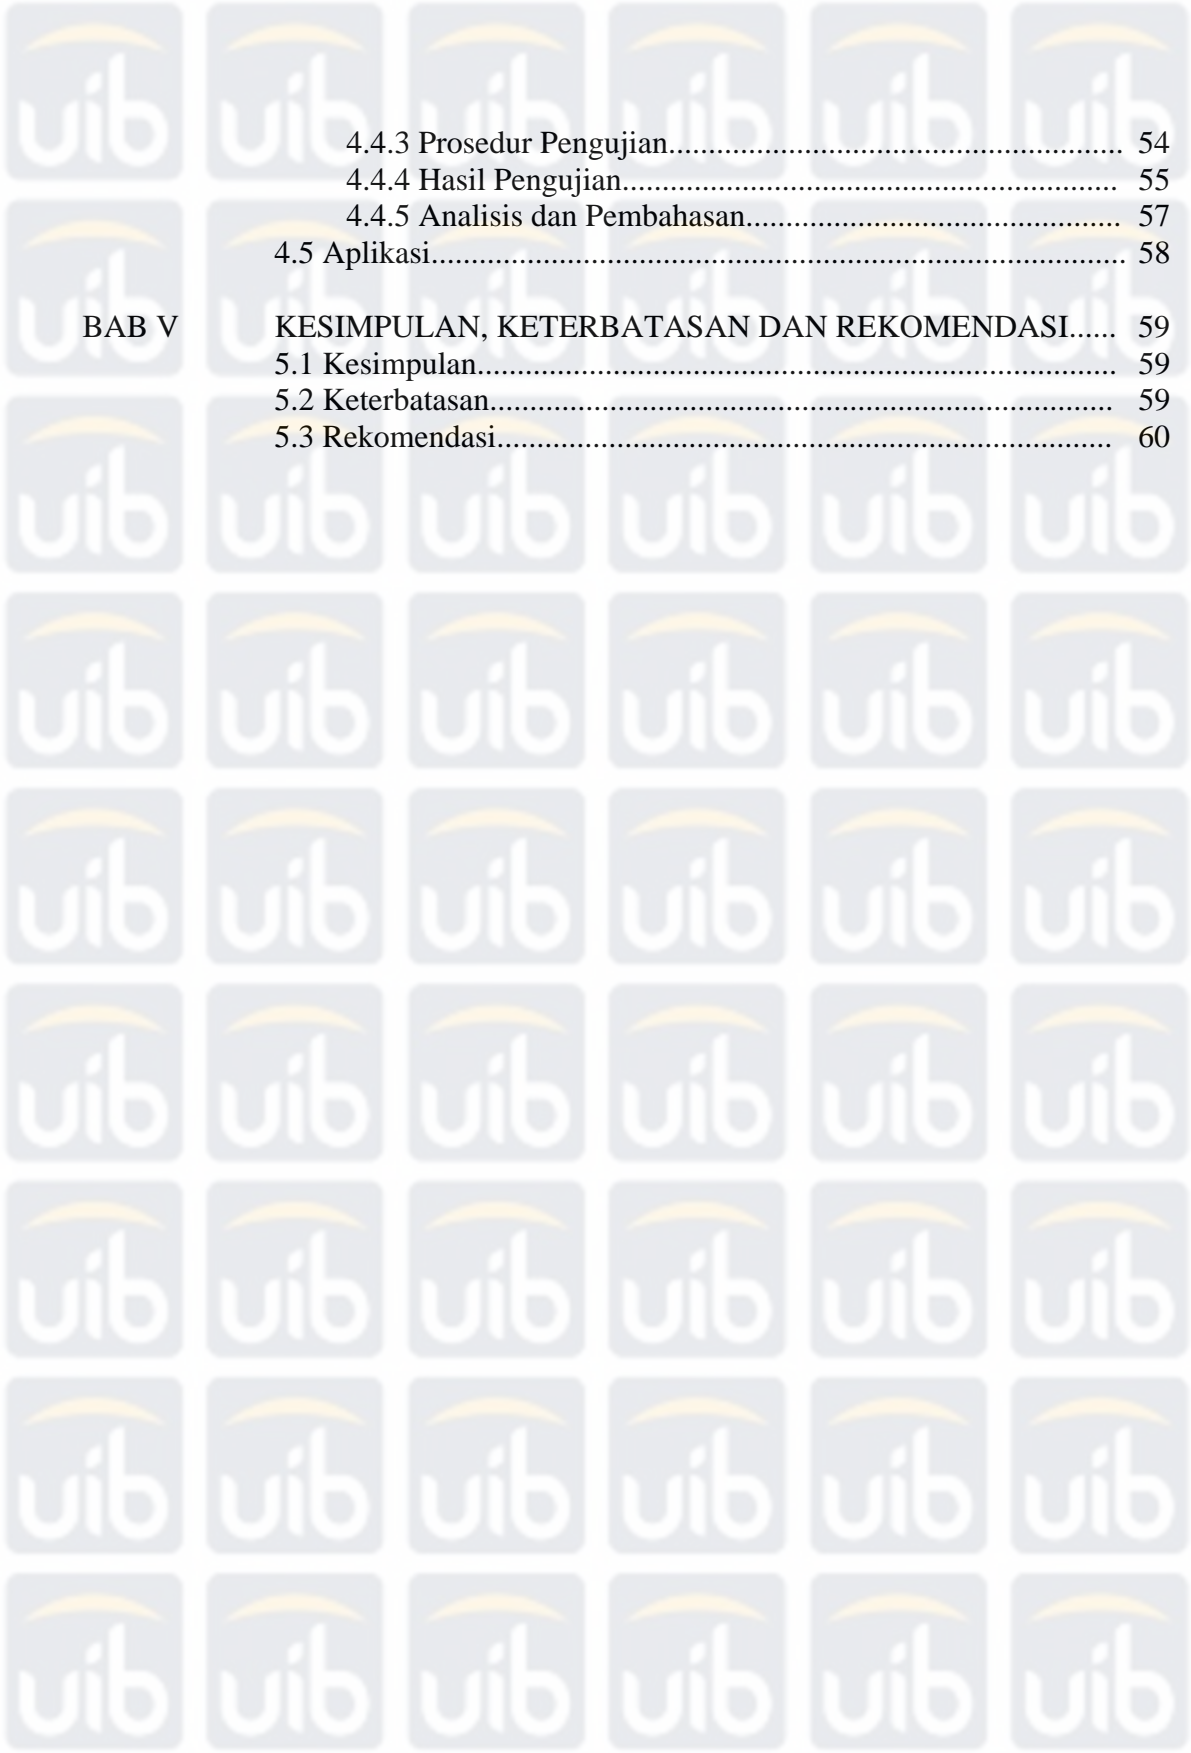 4.4.3 Prosedur Pengujian........................................................ 54
4.4.4 Hasil Pengujian............................................................. 55
4.4.5 Analisis dan Pembahasan.............................................. 57
4.5 Aplikasi...................................................................................... 58
BAB V KESIMPULAN, KETERBATASAN DAN REKOMENDASI...... 59
5.1 Kesimpulan............................................................................... 59
5.2 Keterbatasan............................................................................. 59
5.3 Rekomendasi............................................................................ 60